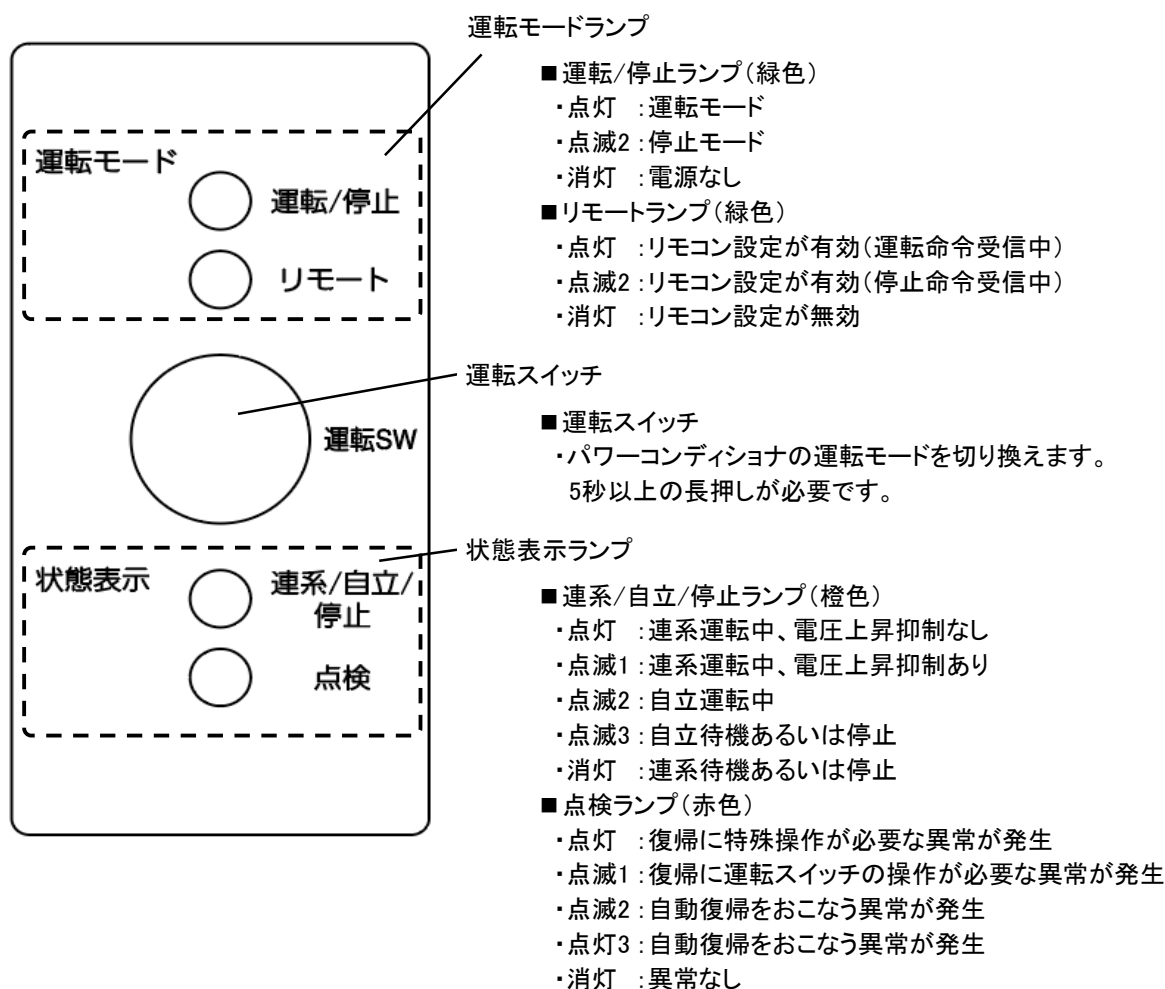 運転モードランプ
■運転/停止ランプ（緑色）
・点灯　：運転モード
・点滅2：停止モード
・消灯　：電源なし
■リモートランプ（緑色）
・点灯　：リモコン設定が有効（運転命令受信中）
・点滅2：リモコン設定が有効（停止命令受信中）
・消灯　：リモコン設定が無効
運転モード
運転/停止
リモート
運転スイッチ
■運転スイッチ
・パワーコンディショナの運転モードを切り換えます。
5秒以上の長押しが必要です。
運転SW
状態表示ランプ
■連系/自立/停止ランプ（橙色）
・点灯　：連系運転中、電圧上昇抑制なし
・点滅1：連系運転中、電圧上昇抑制あり
・点滅2：自立運転中
・点滅3：自立待機あるいは停止
・消灯　：連系待機あるいは停止
■点検ランプ（赤色）
・点灯　：復帰に特殊操作が必要な異常が発生
・点滅1：復帰に運転スイッチの操作が必要な異常が発生
・点滅2：自動復帰をおこなう異常が発生
・点灯3：自動復帰をおこなう異常が発生
・消灯　：異常なし
状態表示
連系/自立/
停止
点検